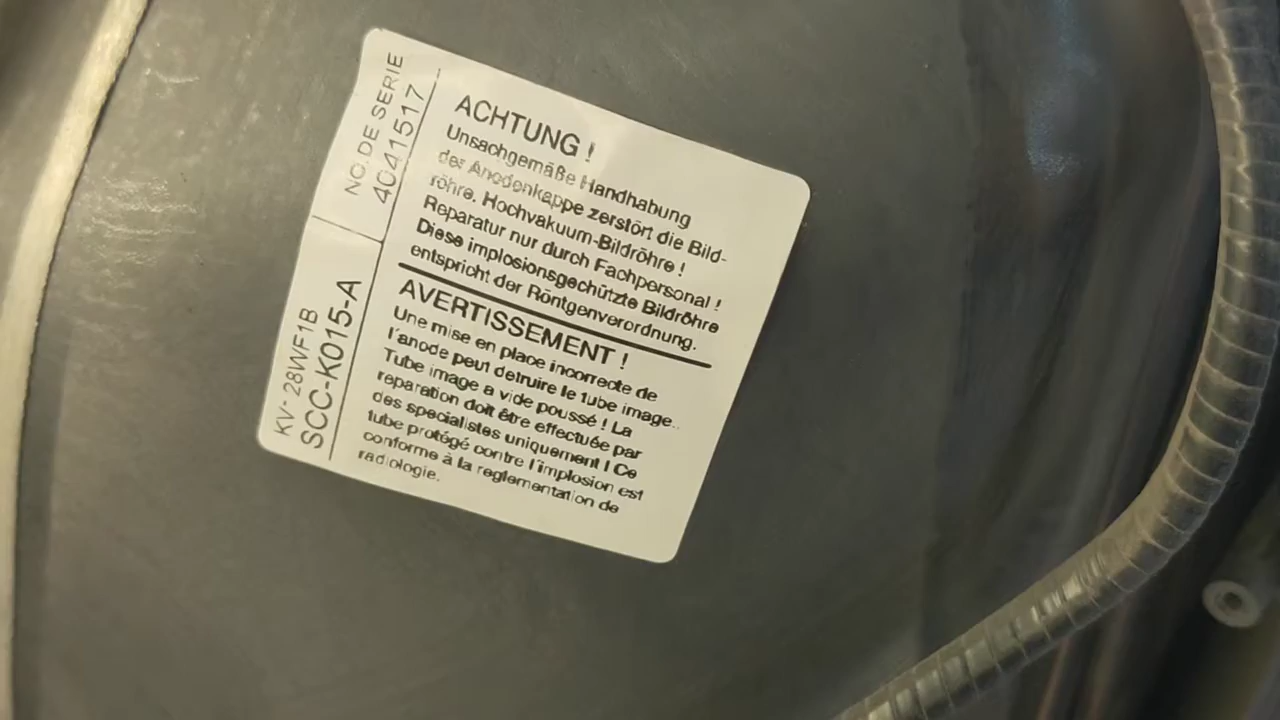 NO.DE SERIE
4041517
KV-28WF1B
SCC-K015-A
ACHTUNG !
Unsachgemäße Handhabung
der Anodenkappe zerstört die Bild-
röhre. Hochvakuum-Bildröhre !
Reparatur nur durch Fachpersonal !
Diese implosionsgechützte Bildröhre
entspricht der Röntgenverordnung.
AVERTISSEMENT !
Une mise en place incorrecte de
l'anode peut detruire le tube image.
Tube image a vide poussé ! La
reparation doit être effectuée par
des specialistes uniquement ! Ce
tube protégé contre l'implosion est
conforme à la reglementation de
radiologie.